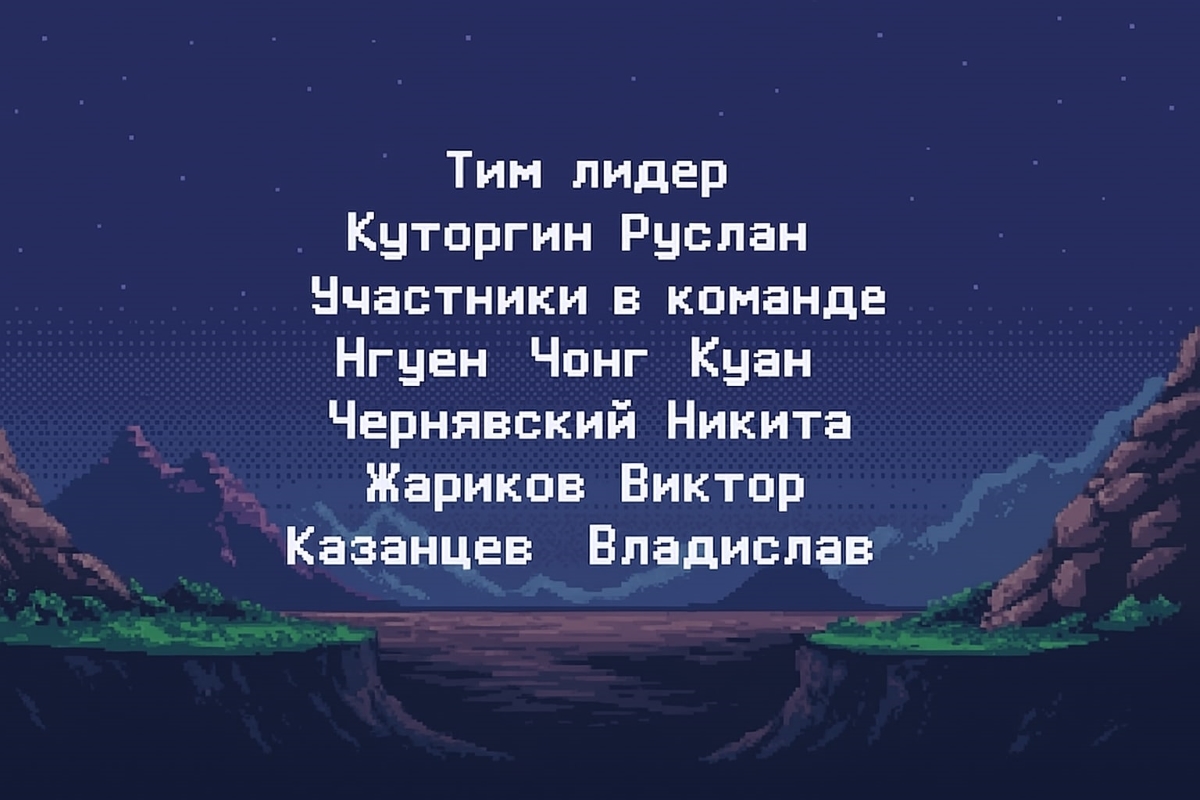 Тим лидер
Куторгин Руслан
Участники в команде
Нгуен Чонг Куан
Чернявский Никита
Жариков Виктор
Казанцев Владислав